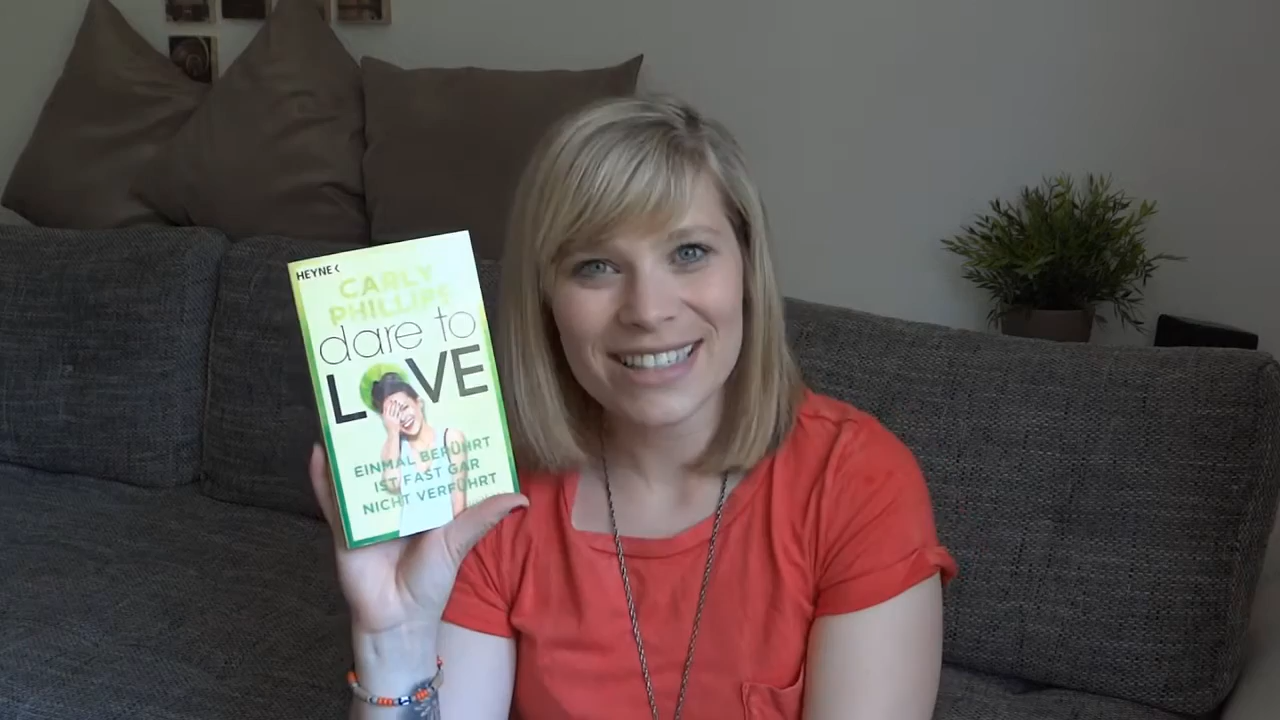 HEYNE<
CARLY
PHILLIPS
dare to
LOVE
EINMAL BERÜHRT
IST FAST GAR
NICHT VERFÜHRT